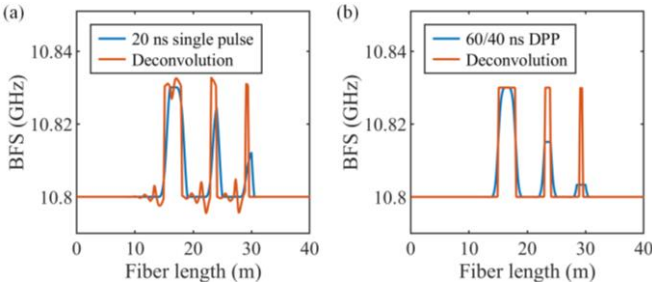 (a)
20 ns single pulse
Deconvolution
BFS (GHz)
10.84
10.82
10.8
0 10 20 30 40
Fiber length (m)
(b)
60/40 ns DPP
Deconvolution
BFS (GHz)
10.84
10.82
10.8
0 10 20 30 40
Fiber length (m)